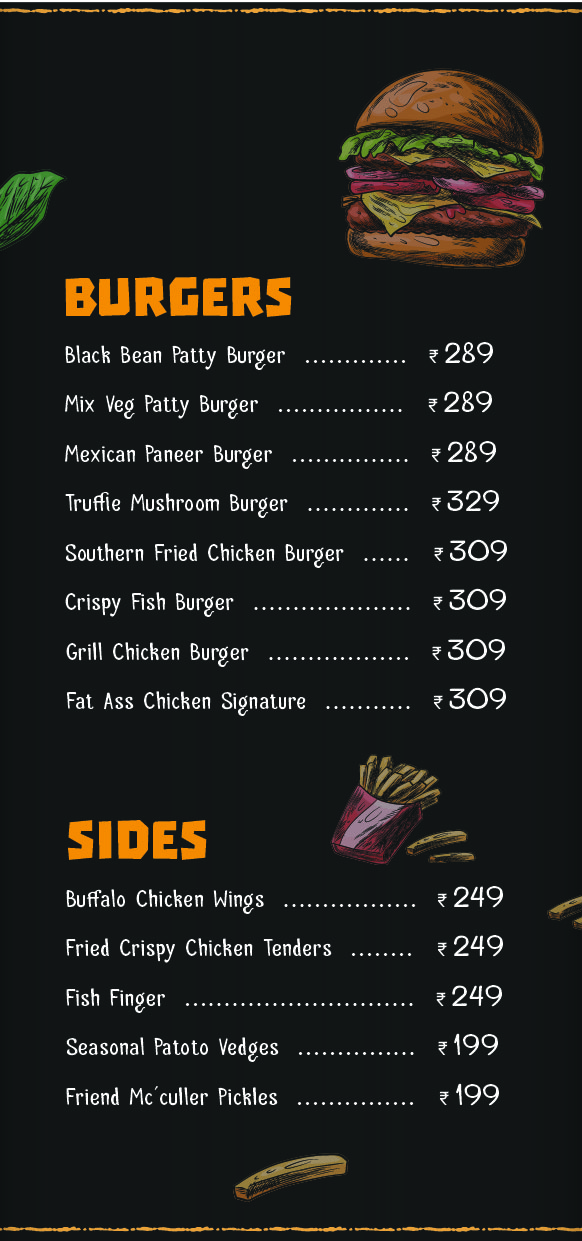 BURGERS
Black Bean Patty Burger ............. ₹ 289
Mix Veg Patty Burger ................ ₹ 289
Mexican Paneer Burger ............... ₹ 289
Truffie Mushroom Burger ............. ₹ 329
Southern Fried Chicken Burger ...... ₹ 309
Crispy Fish Burger .................... ₹ 309
Grill Chicken Burger .................. ₹ 309
Fat Ass Chicken Signature ........... ₹ 309
SIDES
Buffalo Chicken Wings ................. ₹ 249
Fried Crispy Chicken Tenders ........ ₹ 249
Fish Finger ............................. ₹ 249
Seasonal Patoto Vedges ............... ₹ 199
Friend Mc'culler Pickles ............... ₹ 199